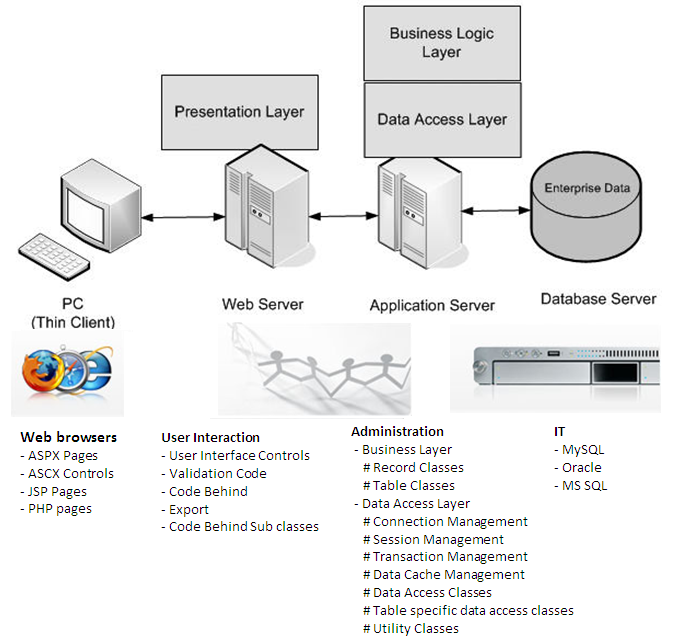 Business Logic
Layer
Presentation Layer
Data Access Layer
Enterprise Data
PC
(Thin Client)
Web Server
Application Server
Database Server
Web browsers
- ASPX Pages
- ASCX Controls
- JSP Pages
- PHP pages
User Interaction
- User Interface Controls
- Validation Code
- Code Behind
- Export
- Code Behind Sub classes
Administration
- Business Layer
# Record Classes
# Table Classes
- Data Access Layer
# Connection Management
# Session Management
# Transaction Management
# Data Cache Management
# Data Access Classes
# Table specific data access classes
# Utility Classes
IT
- MySQL
- Oracle
- MS SQL